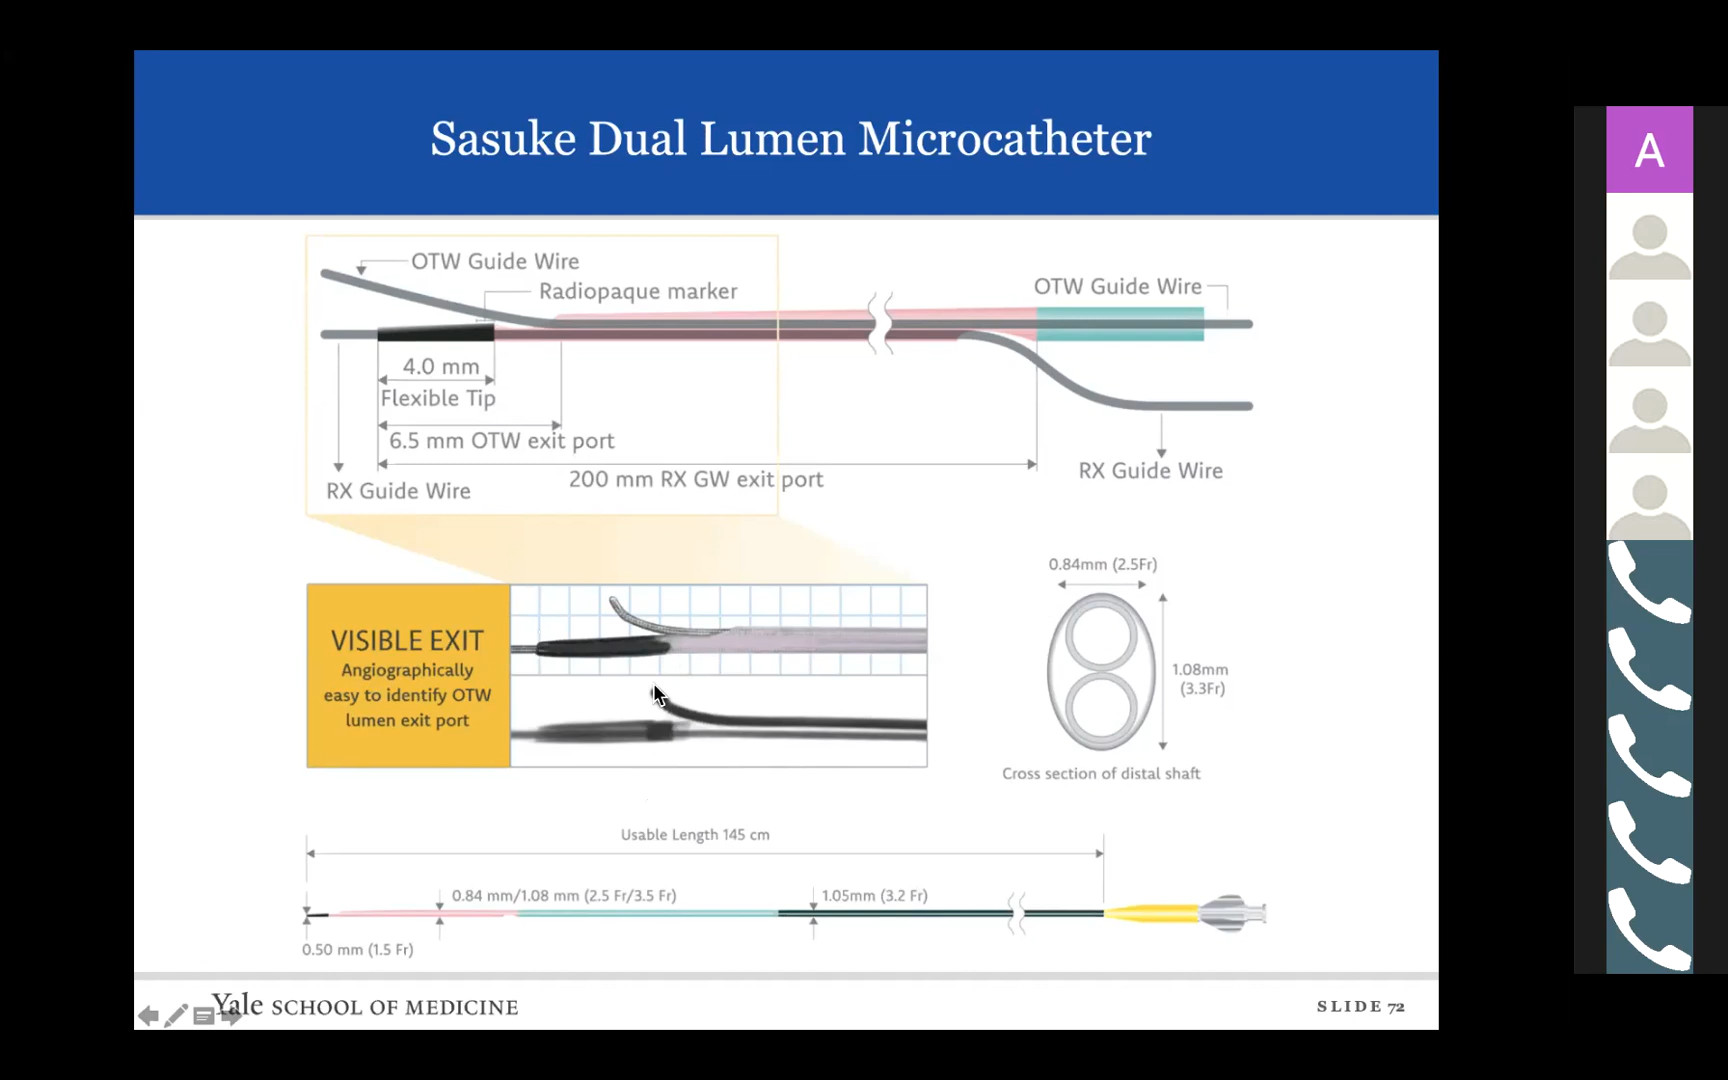 Sasuke Dual Lumen Microcatheter
A
OTW Guide Wire
Radiopaque marker
OTW Guide Wire
4.0 mm
Flexible Tip
6.5 mm OTW exit port
200 mm RX GW exit port
RX Guide Wire
RX Guide Wire
VISIBLE EXIT
Angiographically
easy to identify OTW
lumen exit port
0.84mm (2.5Fr)
1.08mm
(3.3Fr)
Cross section of distal shaft
Usable Length 145 cm
0.84 mm/1.08 mm (2.5 Fr/3.5 Fr)
1.05mm (3.2 Fr)
0.50 mm (1.5 Fr)
Yale SCHOOL OF MEDICINE
SLIDE 72